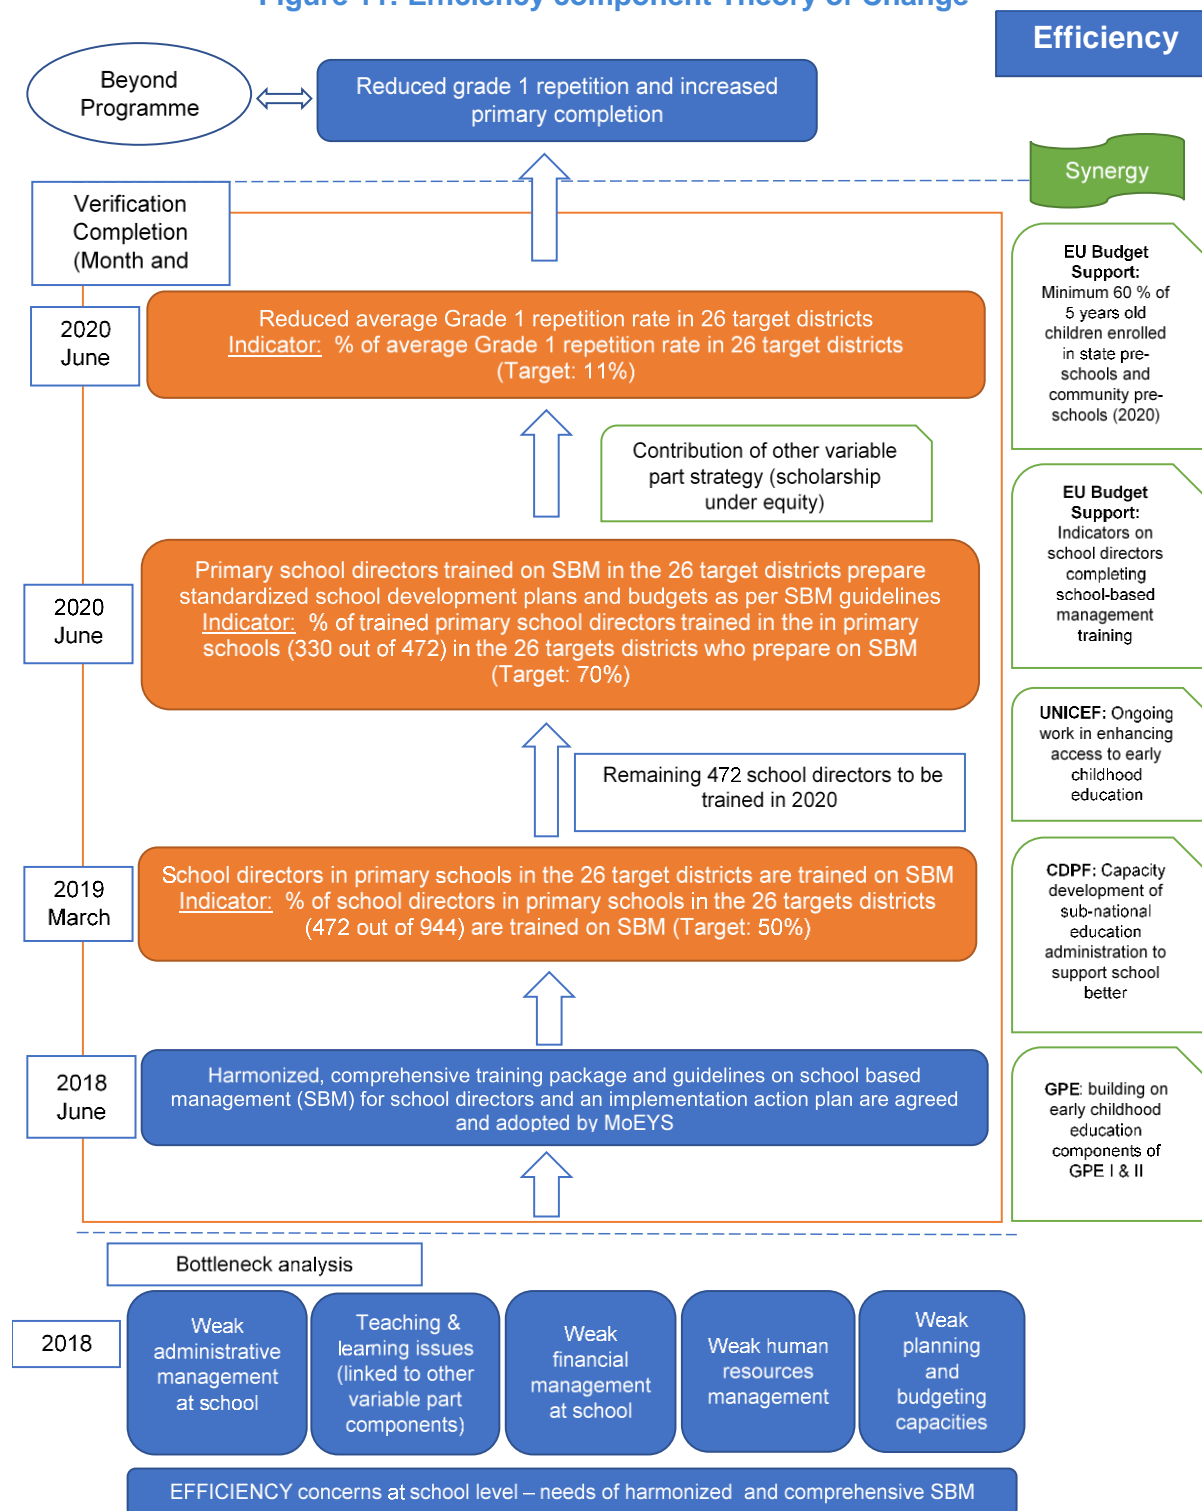 Figure 11: Efficiency component Theory of Change
Efficiency
Beyond
Programme
Reduced grade 1 repetition and increased
primary completion
Synergy
Verification
Completion
(Month and
2020
June
Reduced average Grade 1 repetition rate in 26 target districts
Indicator:  % of average Grade 1 repetition rate in 26 target districts
(Target: 11%)
EU Budget
Support:
Minimum 60 % of
5 years old
children enrolled
in state pre-
schools and
community pre-
schools (2020)
Contribution of other variable
part strategy (scholarship
under equity)
2020
June
Primary school directors trained on SBM in the 26 target districts prepare
standardized school development plans and budgets as per SBM guidelines
Indicator:  % of trained primary school directors trained in the in primary
schools (330 out of 472) in the 26 targets districts who prepare on SBM
(Target: 70%)
EU Budget
Support:
Indicators on
school directors
completing
school-based
management
training
UNICEF: Ongoing
work in enhancing
access to early
childhood
education
Remaining 472 school directors to be
trained in 2020
2019
March
School directors in primary schools in the 26 target districts are trained on SBM
Indicator:  % of school directors in primary schools in the 26 targets districts
(472 out of 944) are trained on SBM (Target: 50%)
CDPF: Capacity
development of
sub-national
education
administration to
support school
better
2018
June
Harmonized, comprehensive training package and guidelines on school based
management (SBM) for school directors and an implementation action plan are agreed
and adopted by MoEYS
GPE: building on
early childhood
education
components of
GPE I & II
Bottleneck analysis
2018
Weak
administrative
management
at school
Teaching &
learning issues
(linked to other
variable part
components)
Weak
financial
management
at school
Weak human
resources
management
Weak
planning
and
budgeting
capacities
EFFICIENCY concerns at school level – needs of harmonized  and comprehensive SBM